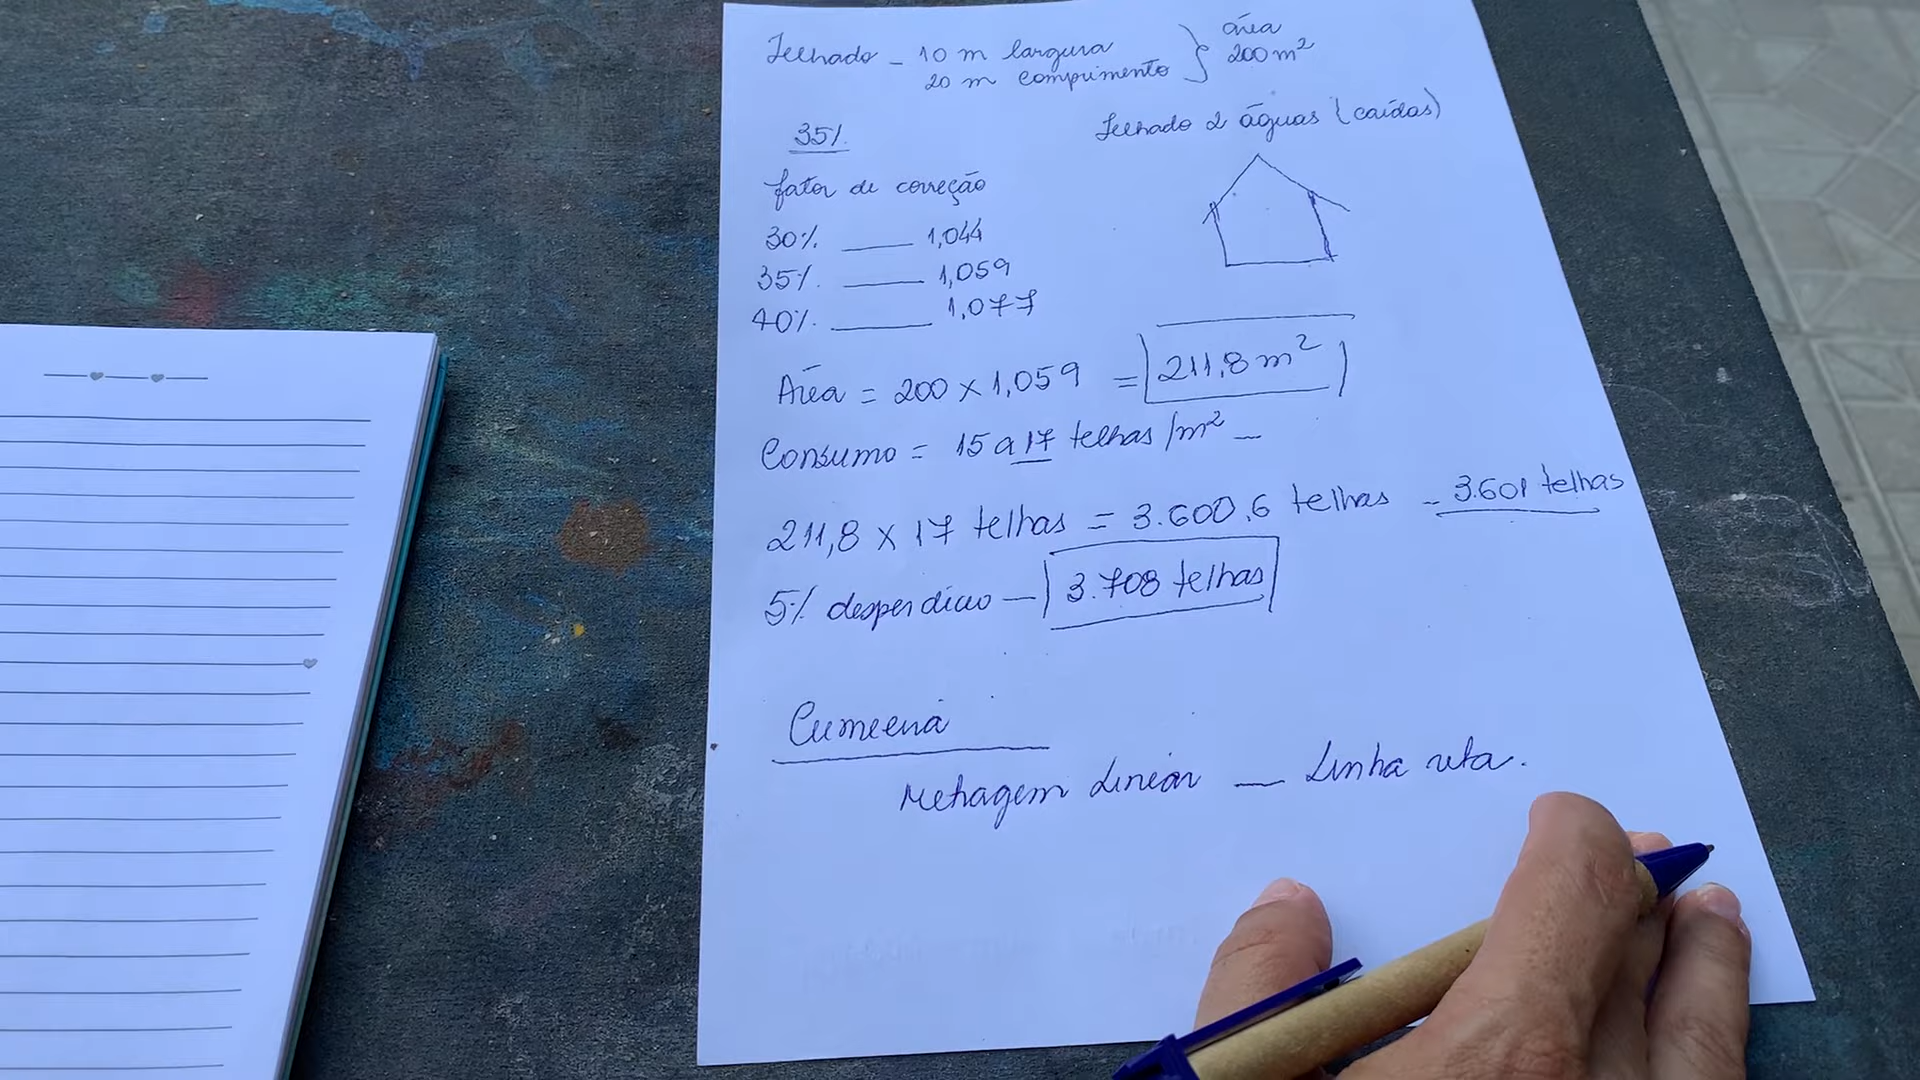 Telhado - 10 m largura } área
20 m comprimento } 200 m²
Telhado 2 águas (caídas)
35%
fator de correção
30% ___ 1,044
35% ___ 1,059
40% ___ 1,077
Área = 200 x 1,059 = 211,8 m²
Consumo = 15 a 17 telhas /m² -
211,8 x 17 telhas = 3.600,6 telhas - 3.601 telhas
5% desperdício - 3.708 telhas
Cumeeira
Metragem Linear — Linha reta.